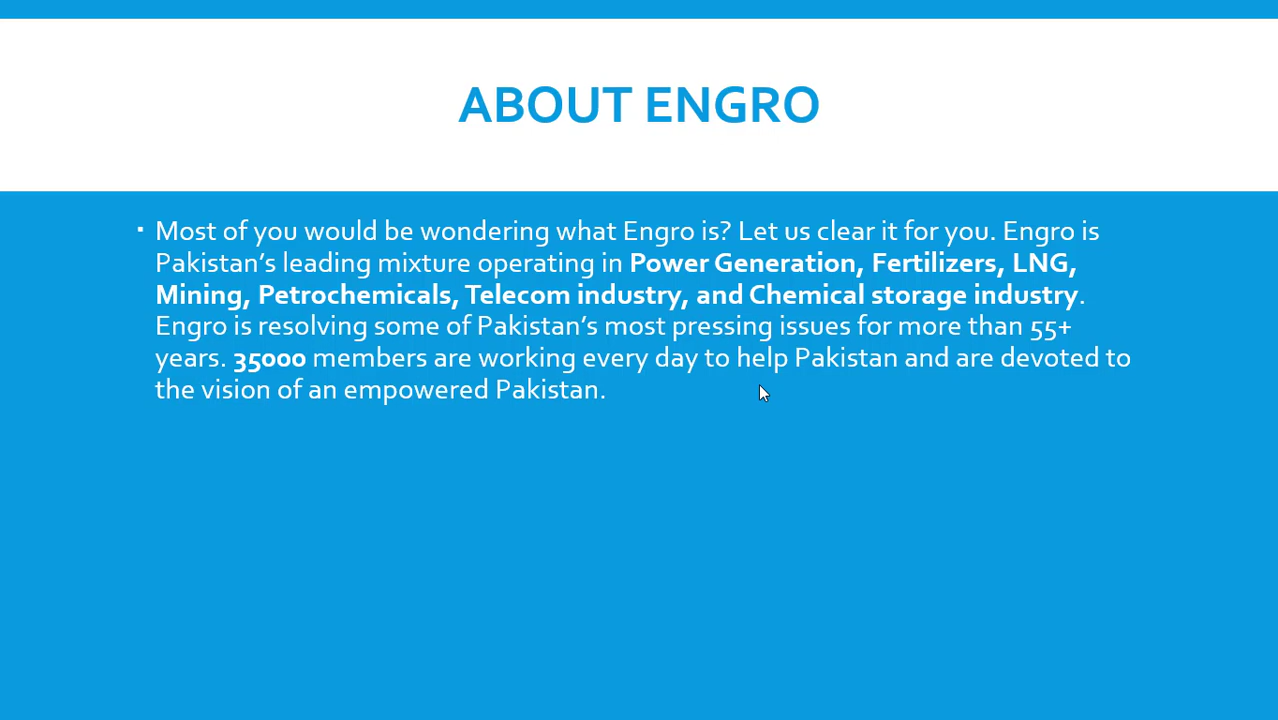 ABOUT ENGRO
▪ Most of you would be wondering what Engro is? Let us clear it for you. Engro is
Pakistan’s leading mixture operating in Power Generation, Fertilizers, LNG,
Mining, Petrochemicals, Telecom industry, and Chemical storage industry.
Engro is resolving some of Pakistan’s most pressing issues for more than 55+
years. 35000 members are working every day to help Pakistan and are devoted to
the vision of an empowered Pakistan.